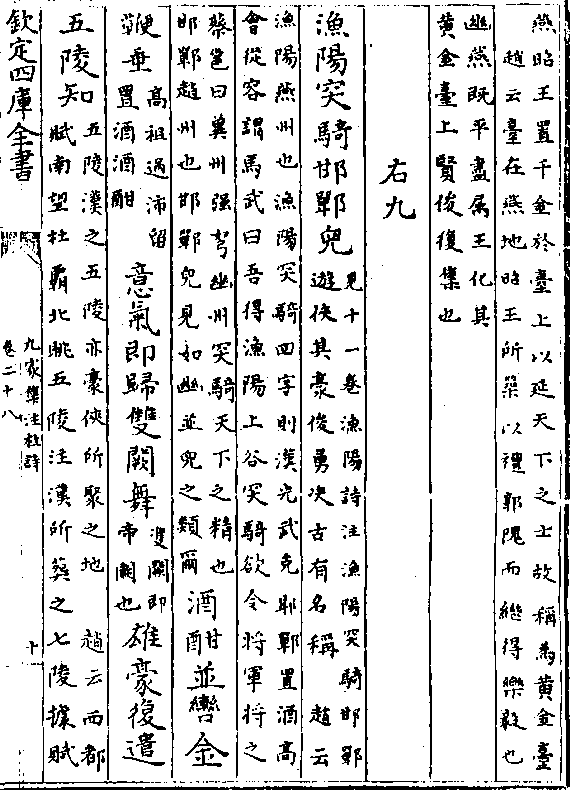 燕昭王置千金於臺上以延天下之士故稱為黃金臺
趙云臺在燕地昭王所築以禮郭隗而繼得樂毅也
幽燕既平盡屬王化其
黃金臺上賢俊復集也
右九
漁陽突騎邯鄲兒見十一卷漁陽詩注漁陽突騎邯鄲
遊俠其豪俊勇决古有名稱 趙云
漁陽燕州也漁陽突騎四字則漢光武克邯鄲置酒高
會從容謂馬武曰吾得漁陽上谷突騎欲令將軍將之
蔡邕曰冀州强弩幽州突騎天下之精也
邯鄲趙州也邯鄲兒見如幽並兒之類爾酒酣並轡金
鞭垂高祖過沛留置酒酒酣意氣即歸雙闕舞雙闕即帝闕也雄豪復遣
五陵知五陵漢之五陵亦豪俠所聚之地 趙云西都
賦南望杜霸北眺五陵注漢所葬之七陵據賦
欽定四庫全書
九家集注杜詩
卷二十八
十